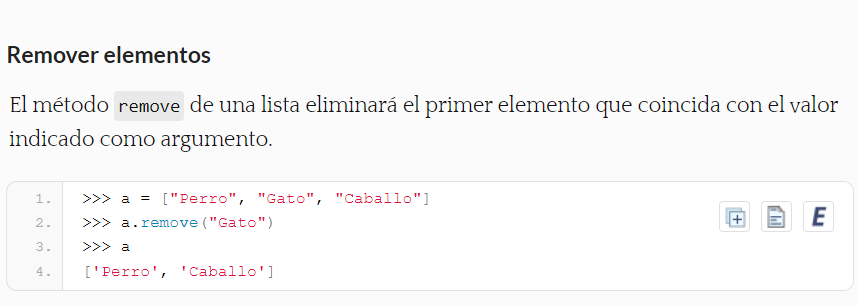 Remover elementos
El método remove de una lista eliminará el primer elemento que coincida con el valor
indicado como argumento.
1. >>> a = ["Perro", "Gato", "Caballo"]
2. >>> a.remove("Gato")
3. >>> a
4. ['Perro', 'Caballo']
E